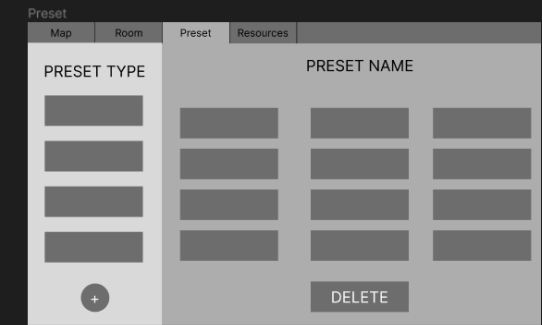 Preset
Map Room Preset Resources
PRESET TYPE
PRESET NAME
+
DELETE